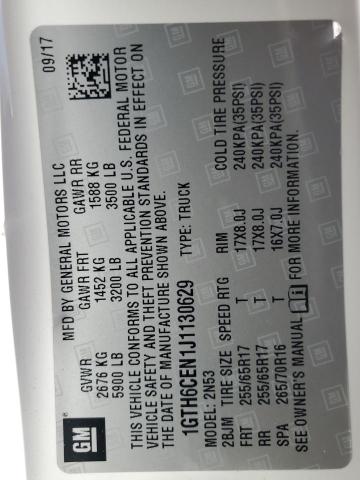 GM
MFD BY GENERAL MOTORS LLC
09/17
GVWR GAWR FRT GAWR RR
2676 KG 1452 KG 1588 KG
5900 LB 3200 LB 3500 LB
THIS VEHICLE CONFORMS TO ALL APPLICABLE U.S. FEDERAL MOTOR
VEHICLE SAFETY AND THEFT PREVENTION STANDARDS IN EFFECT ON
THE DATE OF MANUFACTURE SHOWN ABOVE.
1GTH6CEN1J1130629 TYPE: TRUCK
MODEL: 2N53
2BJM TIRE SIZE SPEED RTG RIM COLD TIRE PRESSURE
FRT 255/65R17 T 17X8.0J 240KPA(35PSI)
RR 255/65R17 T 17X8.0J 240KPA(35PSI)
SPA 265/70R16 T 16X7.0J 240KPA(35PSI)
SEE OWNER'S MANUAL FOR MORE INFORMATION.